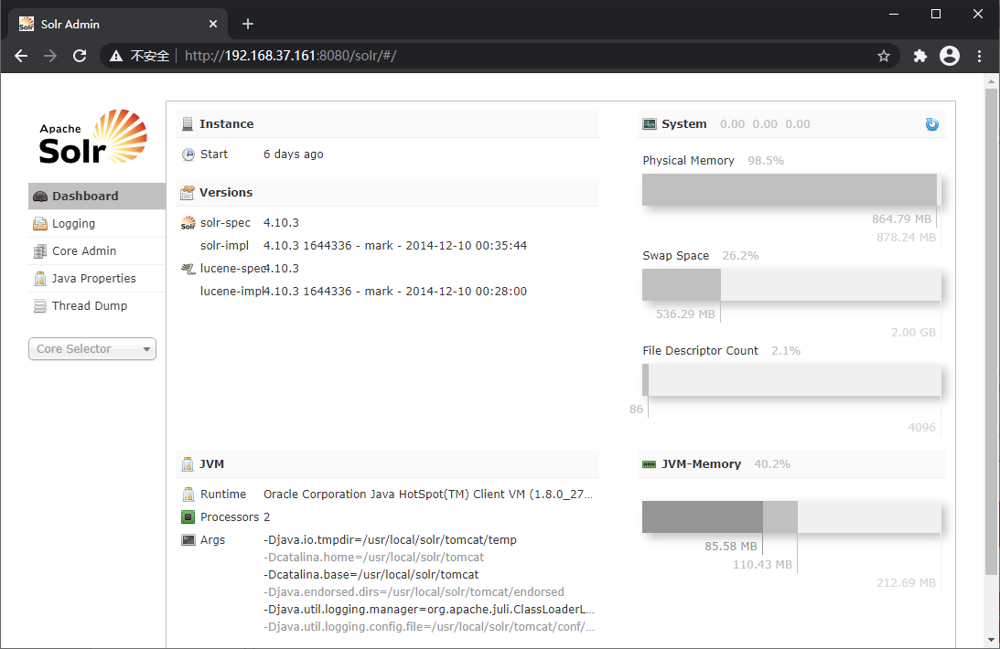 Solr Admin
不安全 http://192.168.37.161:8080/solr/#/
Apache
Solr
Dashboard
Logging
Core Admin
Java Properties
Thread Dump
Core Selector
Instance
Start 6 days ago
Versions
solr-spec 4.10.3
solr-impl 4.10.3 1644336 - mark - 2014-12-10 00:35:44
lucene-spec 4.10.3
lucene-impl 4.10.3 1644336 - mark - 2014-12-10 00:28:00
System 0.00 0.00 0.00
Physical Memory 98.5%
864.79 MB
878.24 MB
Swap Space 26.2%
536.29 MB
2.00 GB
File Descriptor Count 2.1%
86
4096
JVM
Runtime Oracle Corporation Java HotSpot(TM) Client VM (1.8.0_27...
Processors 2
Args -Djava.io.tmpdir=/usr/local/solr/tomcat/temp
-Dcatalina.home=/usr/local/solr/tomcat
-Dcatalina.base=/usr/local/solr/tomcat
-Djava.endorsed.dirs=/usr/local/solr/tomcat/endorsed
-Djava.util.logging.manager=org.apache.juli.ClassLoaderL...
-Djava.util.logging.config.file=/usr/local/solr/tomcat/conf/...
JVM-Memory 40.2%
85.58 MB
110.43 MB
212.69 MB